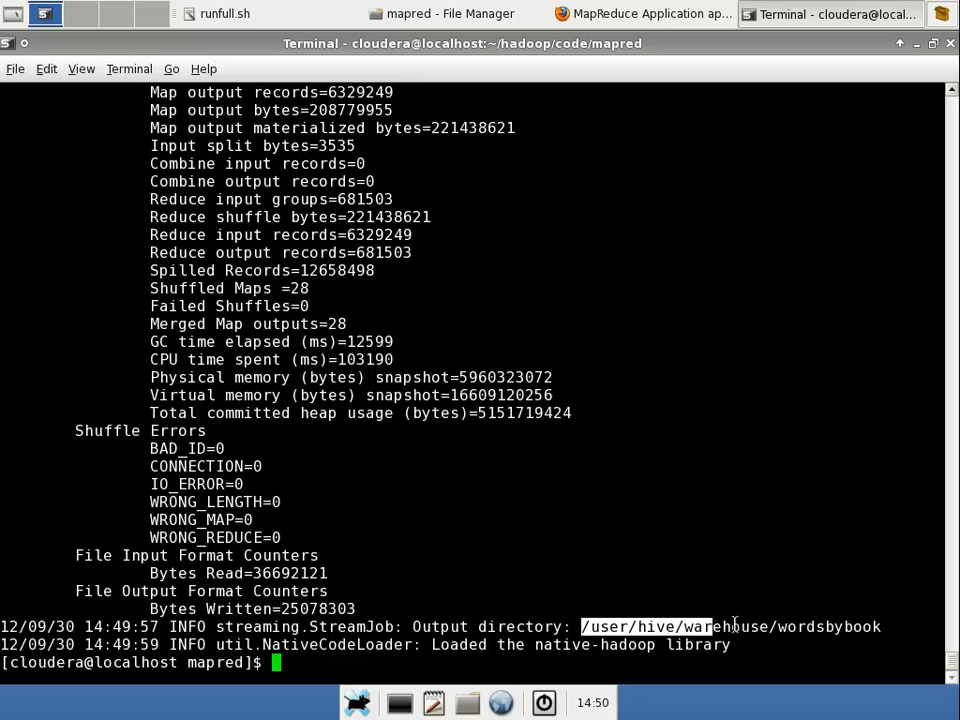 runfull.sh
mapred - File Manager
MapReduce Application ap...
Terminal - cloudera@local...
Terminal - cloudera@localhost:~/hadoop/code/mapred
File Edit View Terminal Go Help
Map output records=6329249
Map output bytes=208779955
Map output materialized bytes=221438621
Input split bytes=3535
Combine input records=0
Combine output records=0
Reduce input groups=681503
Reduce shuffle bytes=221438621
Reduce input records=6329249
Reduce output records=681503
Spilled Records=12658498
Shuffled Maps =28
Failed Shuffles=0
Merged Map outputs=28
GC time elapsed (ms)=12599
CPU time spent (ms)=103190
Physical memory (bytes) snapshot=5960323072
Virtual memory (bytes) snapshot=16609120256
Total committed heap usage (bytes)=5151719424
Shuffle Errors
BAD_ID=0
CONNECTION=0
IO_ERROR=0
WRONG_LENGTH=0
WRONG_MAP=0
WRONG_REDUCE=0
File Input Format Counters
Bytes Read=36692121
File Output Format Counters
Bytes Written=25078303
12/09/30 14:49:57 INFO streaming.StreamJob: Output directory: /user/hive/warehouse/wordsbybook
12/09/30 14:49:59 INFO util.NativeCodeLoader: Loaded the native-hadoop library
[cloudera@localhost mapred]$
14:50